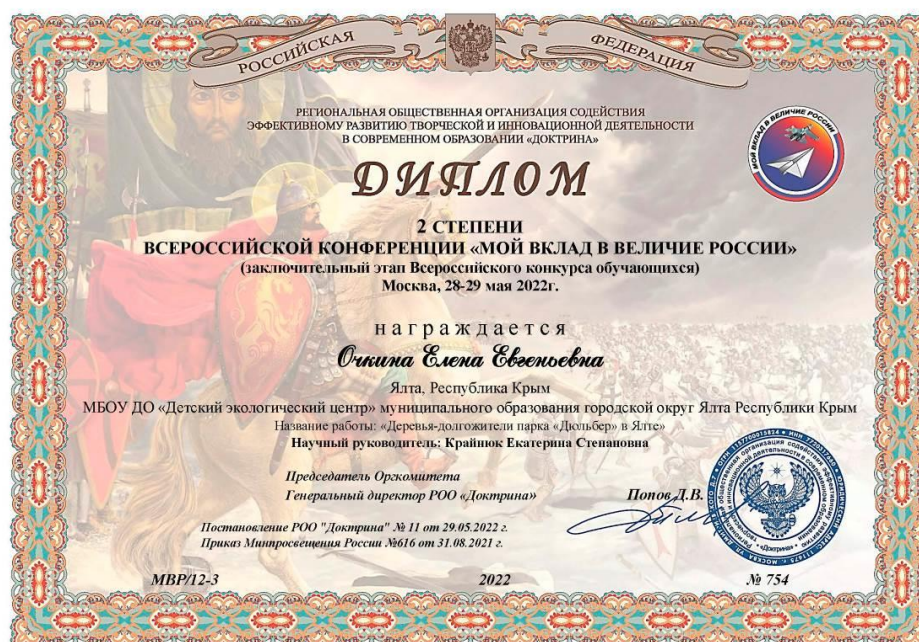 РОССИЙСКАЯ ФЕДЕРАЦИЯ
РЕГИОНАЛЬНАЯ ОБЩЕСТВЕННАЯ ОРГАНИЗАЦИЯ СОДЕЙСТВИЯ
ЭФФЕКТИВНОМУ РАЗВИТИЮ ТВОРЧЕСКОЙ И ИННОВАЦИОННОЙ ДЕЯТЕЛЬНОСТИ
В СОВРЕМЕННОМ ОБРАЗОВАНИИ «ДОКТРИНА»
МОЙ ВКЛАД В ВЕЛИЧИЕ РОССИИ
ДИПЛОМ
2 СТЕПЕНИ
ВСЕРОССИЙСКОЙ КОНФЕРЕНЦИИ «МОЙ ВКЛАД В ВЕЛИЧИЕ РОССИИ»
(заключительный этап Всероссийского конкурса обучающихся)
Москва, 28-29 мая 2022г.
награждается
Очкина Елена Евгеньевна
Ялта, Республика Крым
МБОУ ДО «Детский экологический центр» муниципального образования городской округ Ялта Республики Крым
Название работы: «Деревья-долгожители парка «Дюльбер» в Ялте»
Научный руководитель: Крайнюк Екатерина Степановна
Председатель Оргкомитета
Генеральный директор РОО «Доктрина» Попов Д.В.
Постановление РОО "Доктрина" № 11 от 29.05.2022 г.
Приказ Минпросвещения России №616 от 31.08.2021 г.
«Доктрина»
МВР/12-3 2022 № 754